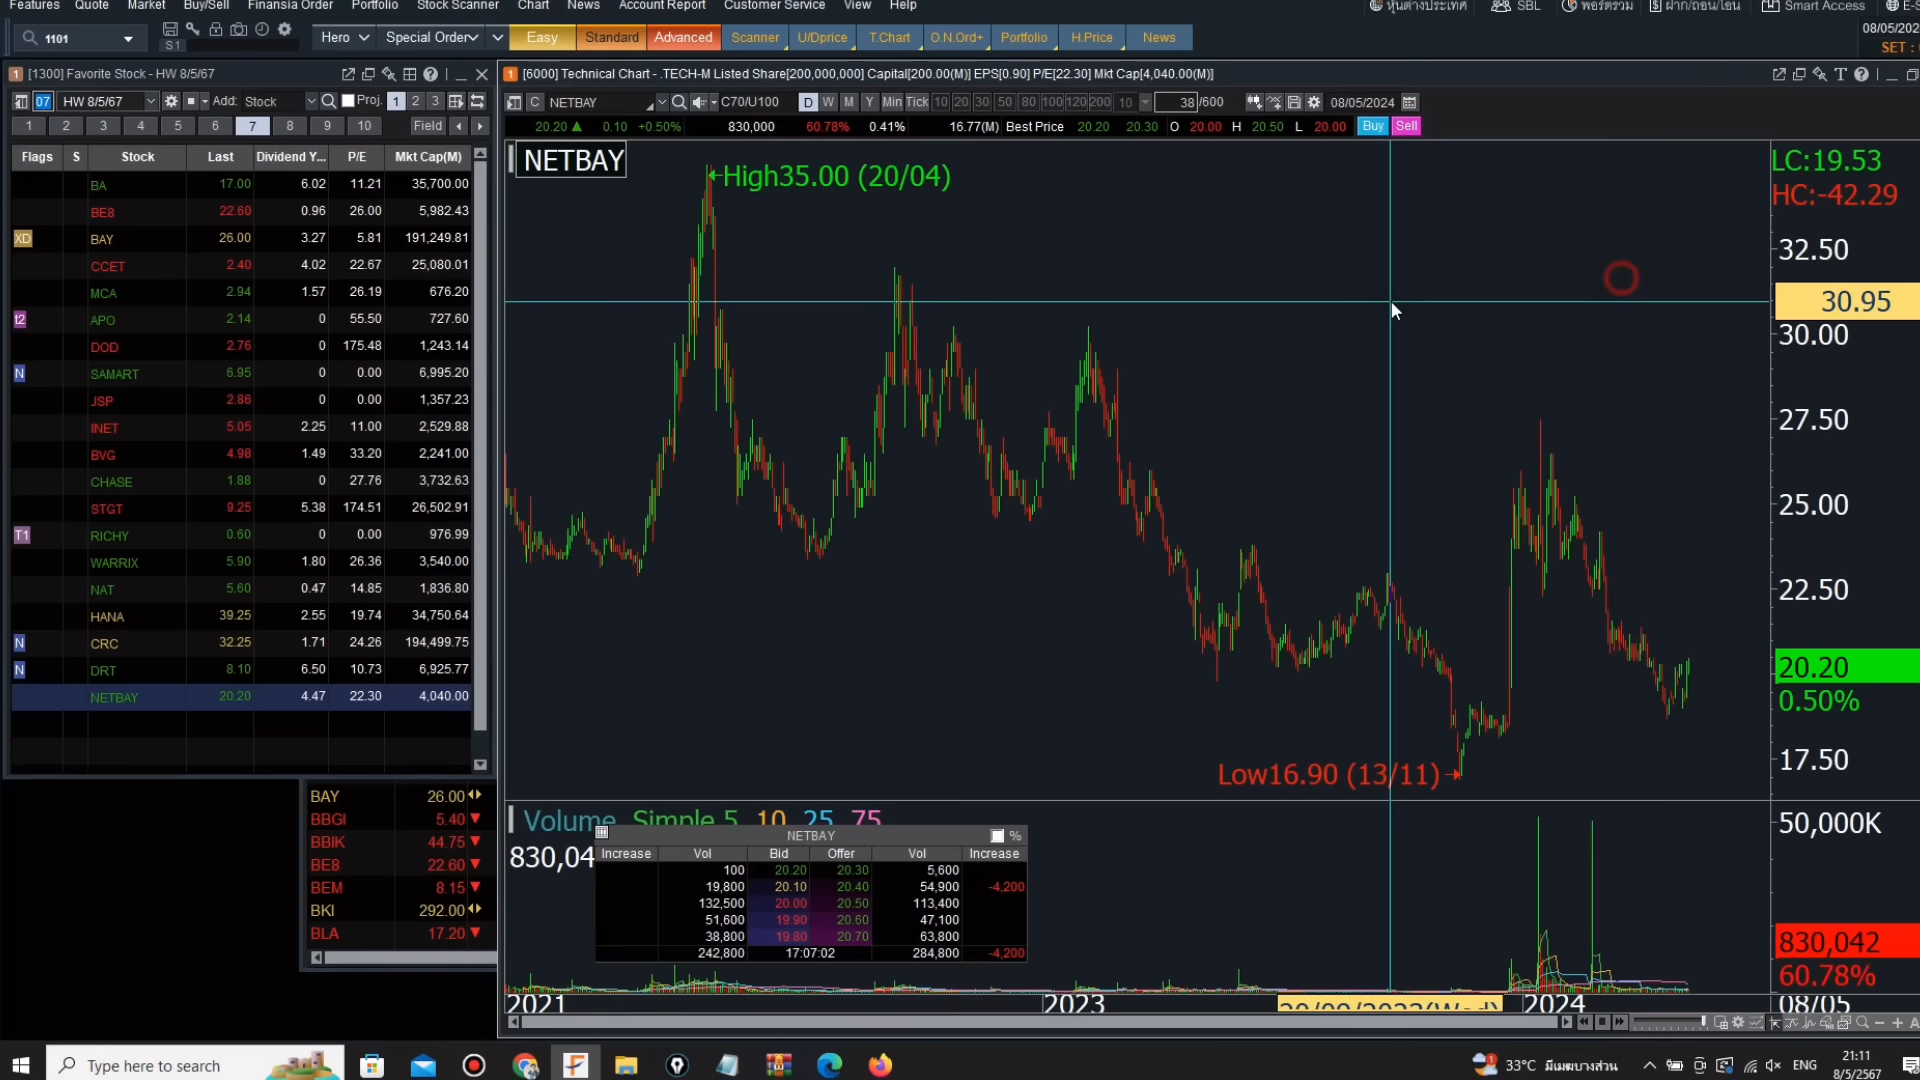 Features Quote Market Buy/Sell Finansia Order Portfolio Stock Scanner Chart News Account Report Customer Service View Help
หุ้นต่างประเทศ SBL พอร์ตรวม ฝาก/ถอน/โอน Smart Access
1101 S1 Hero Special Order Easy Standard Advanced Scanner U/Dprice T.Chart O.N.Ord+ Portfolio H.Price News
08/05/202
SET :
1 [1300] Favorite Stock - HW 8/5/67
07 HW 8/5/67 Add: Stock Proj. 1 2 3
1 2 3 4 5 6 7 8 9 10 Field
Flags S Stock Last Dividend Y... P/E Mkt Cap(M)
BA 17.00 6.02 11.21 35,700.00
BE8 22.60 0.96 26.00 5,982.43
XD BAY 26.00 3.27 5.81 191,249.81
CCET 2.40 4.02 22.67 25,080.01
MCA 2.94 1.57 26.19 676.20
t2 APO 2.14 0 55.50 727.60
DOD 2.76 0 175.48 1,243.14
N SAMART 6.95 0 0.00 6,995.20
JSP 2.86 0 0.00 1,357.23
INET 5.05 2.25 11.00 2,529.88
BVG 4.98 1.49 33.20 2,241.00
CHASE 1.88 0 27.76 3,732.63
STGT 9.25 5.38 174.51 26,502.91
T1 RICHY 0.60 0 0.00 976.99
WARRIX 5.90 1.80 26.36 3,540.00
NAT 5.60 0.47 14.85 1,836.80
HANA 39.25 2.55 19.74 34,750.64
N CRC 32.25 1.71 24.26 194,499.75
N DRT 8.10 6.50 10.73 6,925.77
NETBAY 20.20 4.47 22.30 4,040.00
BAY 26.00
BBGI 5.40
BBIK 44.75
BE8 22.60
BEM 8.15
BKI 292.00
BLA 17.20
1 [6000] Technical Chart - .TECH-M Listed Share[200,000,000] Capital[200.00(M)] EPS[0.90] P/E[22.30] Mkt Cap[4,040.00(M)]
C NETBAY C70/U100 D W M Y Min Tick 10 20 30 50 80 100 120 200 10 38 /600 08/05/2024
20.20 ▲ 0.10 +0.50% 830,000 60.78% 0.41% 16.77(M) Best Price 20.20 20.30 O 20.00 H 20.50 L 20.00 Buy Sell
NETBAY
High35.00 (20/04)
LC:19.53
HC:-42.29
32.50
30.95
30.00
27.50
25.00
22.50
20.20
0.50%
17.50
Low16.90 (13/11)
Volume Simple 5 10 25 75
830,04
50,000K
830,042
60.78%
NETBAY %
Increase Vol Bid Offer Vol Increase
100 20.20 20.30 5,600
19,800 20.10 20.40 54,900 -4,200
132,500 20.00 20.50 113,400
51,600 19.90 20.60 47,100
38,800 19.80 20.70 63,800
242,800 17:07:02 284,800 -4,200
2021 2023 2024 08/05
Type here to search
33°C มีเมฆบางส่วน ENG 21:11
8/5/2567